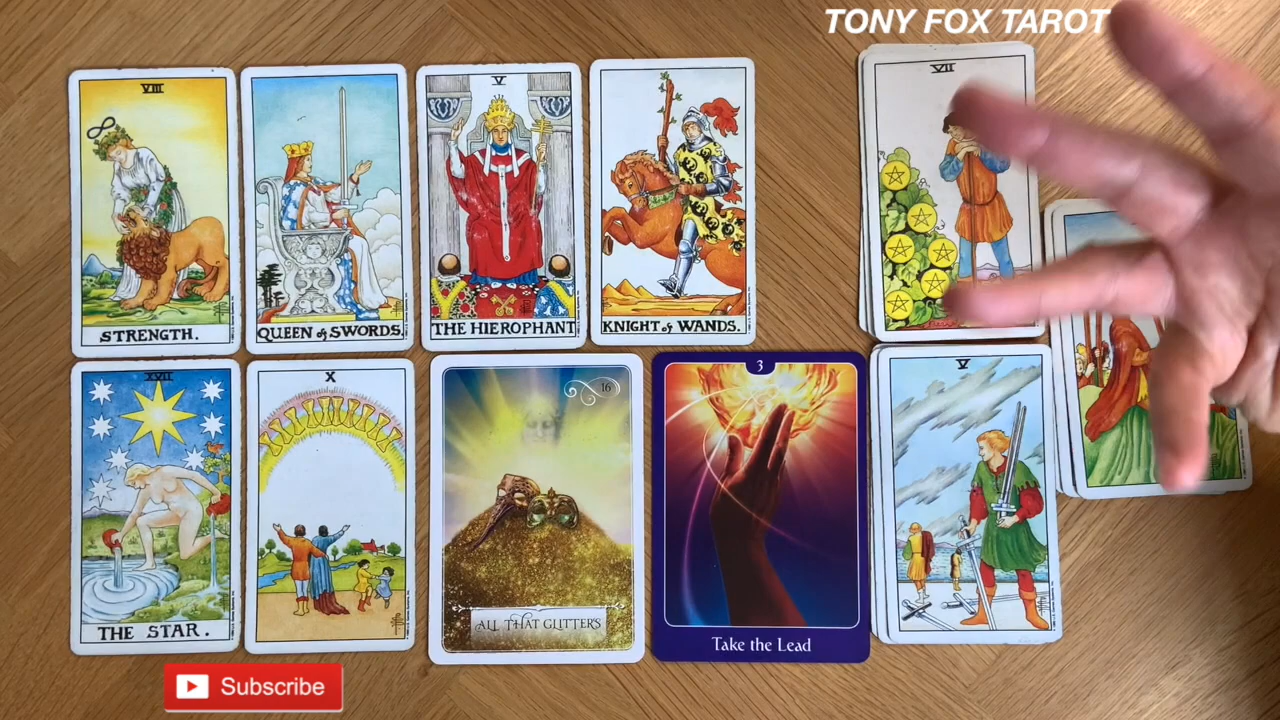 TONY FOX TAROT
VIII
STRENGTH.
QUEEN of SWORDS.
V
THE HIEROPHANT
KNIGHT of WANDS.
VII
XVII
THE STAR.
X
16
ALL THAT GLITTERS
3
Take the Lead
V
Subscribe